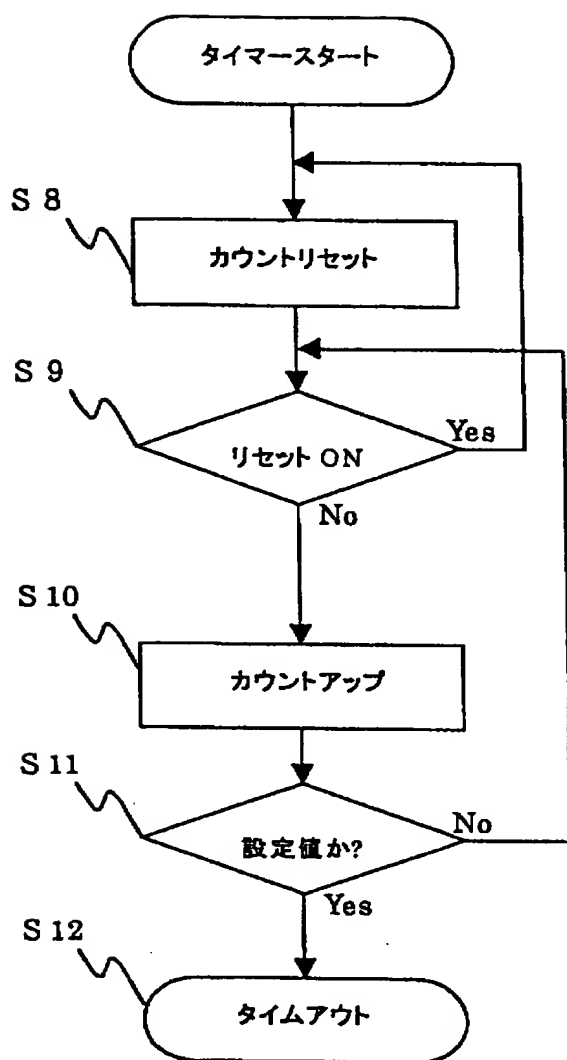 タイマースタート
S 8
カウントリセット
S 9
リセット ON
Yes
No
S 10
カウントアップ
S 11
設定値か?
No
Yes
S 12
タイムアウト